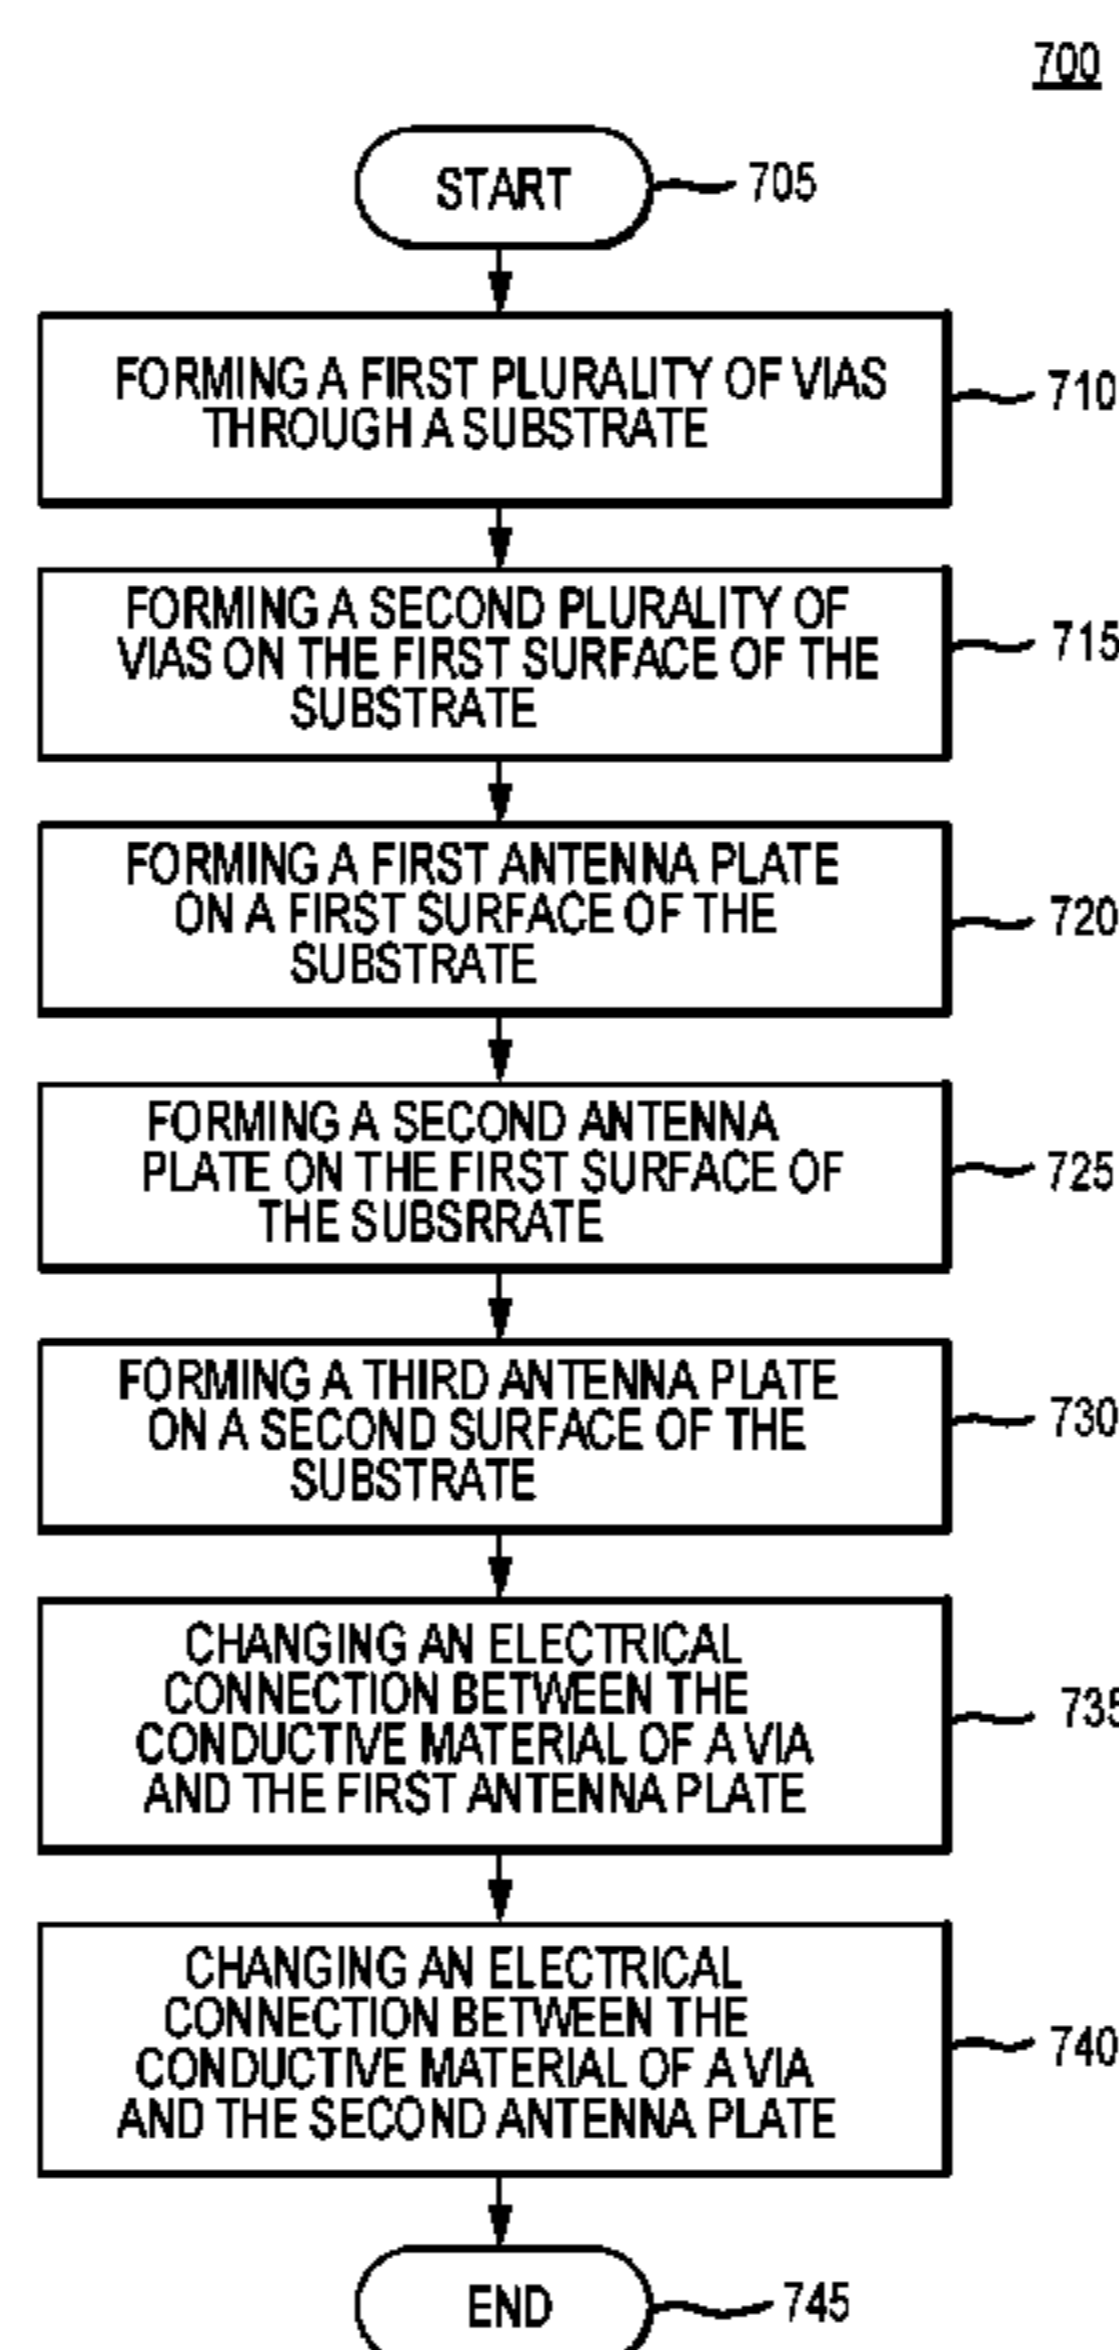 700
START
705
FORMING A FIRST PLURALITY OF VIAS
THROUGH A SUBSTRATE
710
FORMING A SECOND PLURALITY OF
VIAS ON THE FIRST SURFACE OF THE
SUBSTRATE
715
FORMING A FIRST ANTENNA PLATE
ON A FIRST SURFACE OF THE
SUBSTRATE
720
FORMING A SECOND ANTENNA
PLATE ON THE FIRST SURFACE OF
THE SUBSRRATE
725
FORMING A THIRD ANTENNA PLATE
ON A SECOND SURFACE OF THE
SUBSTRATE
730
CHANGING AN ELECTRICAL
CONNECTION BETWEEN THE
CONDUCTIVE MATERIAL OF A VIA
AND THE FIRST ANTENNA PLATE
735
CHANGING AN ELECTRICAL
CONNECTION BETWEEN THE
CONDUCTIVE MATERIAL OF A VIA
AND THE SECOND ANTENNA PLATE
740
END
745